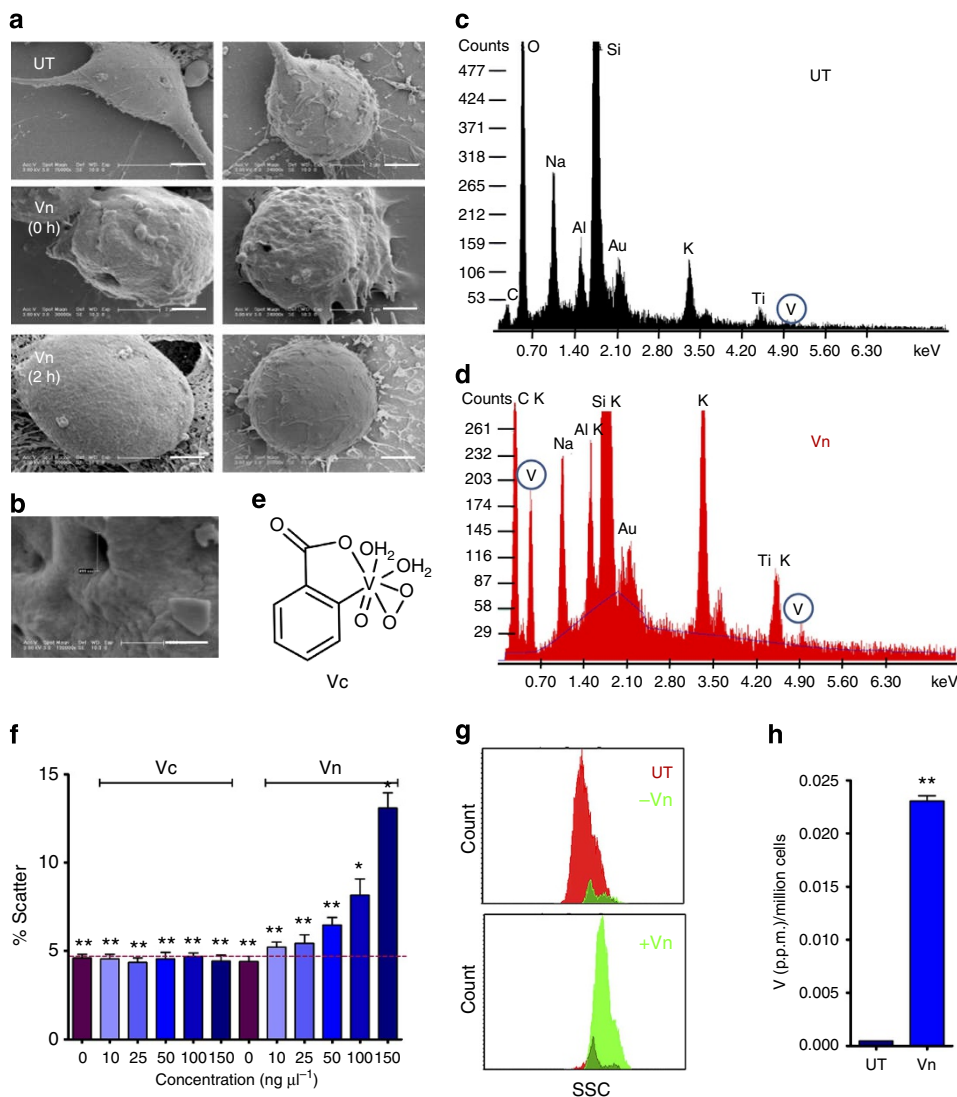 a
UT
Vn
(0 h)
Vn
(2 h)
b
c
Counts
O
Si
UT
477
424
371
318
265
212
159
106
53
Na
Al
Au
K
C
Ti
V
0.70 1.40 2.10 2.80 3.50 4.20 4.90 5.60 6.30 keV
d
Counts
C K
Si K
K
Vn
261
232
203
174
145
116
87
58
29
Al K
Na
V
Au
Ti K
V
0.70 1.40 2.10 2.80 3.50 4.20 4.90 5.60 6.30 keV
e
O
O
OH2
OH2
V
O
O
O
Vc
f
Vc
Vn
% Scatter
15
10
5
0
** ** ** ** ** ** ** ** ** ** * *
0 10 25 50 100 150 0 10 25 50 100 150
Concentration (ng μl−1)
g
UT
−Vn
Count
+Vn
Count
SSC
h
V (p.p.m.)/million cells
0.025
0.020
0.015
0.010
0.005
0.000
**
UT Vn